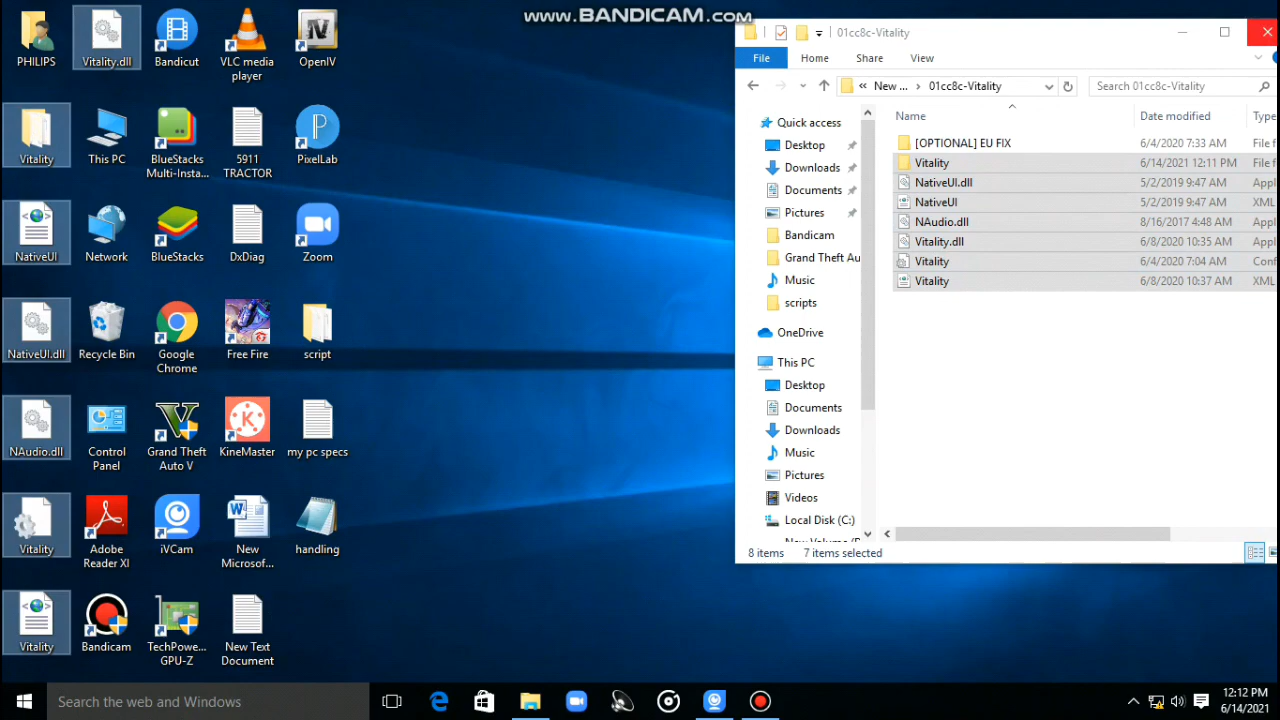 www.BANDICAM.com
PHILIPS
Vitality.dll
Bandicut
VLC media
player
OpenIV
Vitality
This PC
BlueStacks
Multi-Insta...
5911
TRACTOR
PixelLab
NativeUI
Network
BlueStacks
DxDiag
Zoom
NativeUI.dll
Recycle Bin
Google
Chrome
Free Fire
script
NAudio.dll
Control
Panel
Grand Theft
Auto V
KineMaster
my pc specs
Vitality
Adobe
Reader XI
iVCam
New
Microsof...
handling
Vitality
Bandicam
TechPowe...
GPU-Z
New Text
Document
01cc8c-Vitality
File Home Share View
« New ... › 01cc8c-Vitality
Search 01cc8c-Vitality
Quick access
Desktop
Downloads
Documents
Pictures
Bandicam
Grand Theft Au
Music
scripts
OneDrive
This PC
Desktop
Documents
Downloads
Music
Pictures
Videos
Local Disk (C:)
Name Date modified Type
[OPTIONAL] EU FIX 6/4/2020 7:33 AM File f
Vitality 6/14/2021 12:11 PM File f
NativeUI.dll 5/2/2019 9:47 AM Appl
NativeUI 5/2/2019 9:47 AM XML
NAudio.dll 8/16/2017 4:48 AM Appl
Vitality.dll 6/8/2020 10:35 AM Appl
Vitality 6/4/2020 7:04 AM Conf
Vitality 6/8/2020 10:37 AM XML
8 items 7 items selected
Search the web and Windows
12:12 PM
6/14/2021